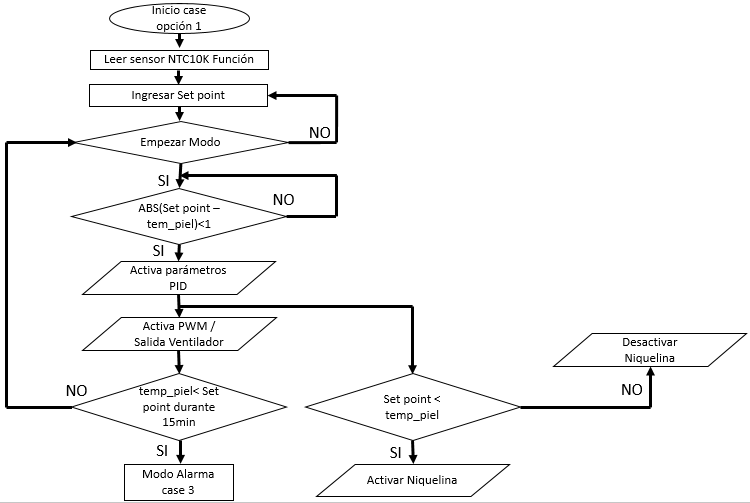 Inicio case
opción 1
Leer sensor NTC10K Función
Ingresar Set point
NO
Empezar Modo
SI
NO
ABS(Set point –
tem_piel)<1
SI
Activa parámetros
PID
Activa PWM /
Salida Ventilador
Desactivar
Niquelina
NO
temp_piel< Set
point durante
15min
Set point <
temp_piel
NO
SI
SI
Modo Alarma
case 3
Activar Niquelina